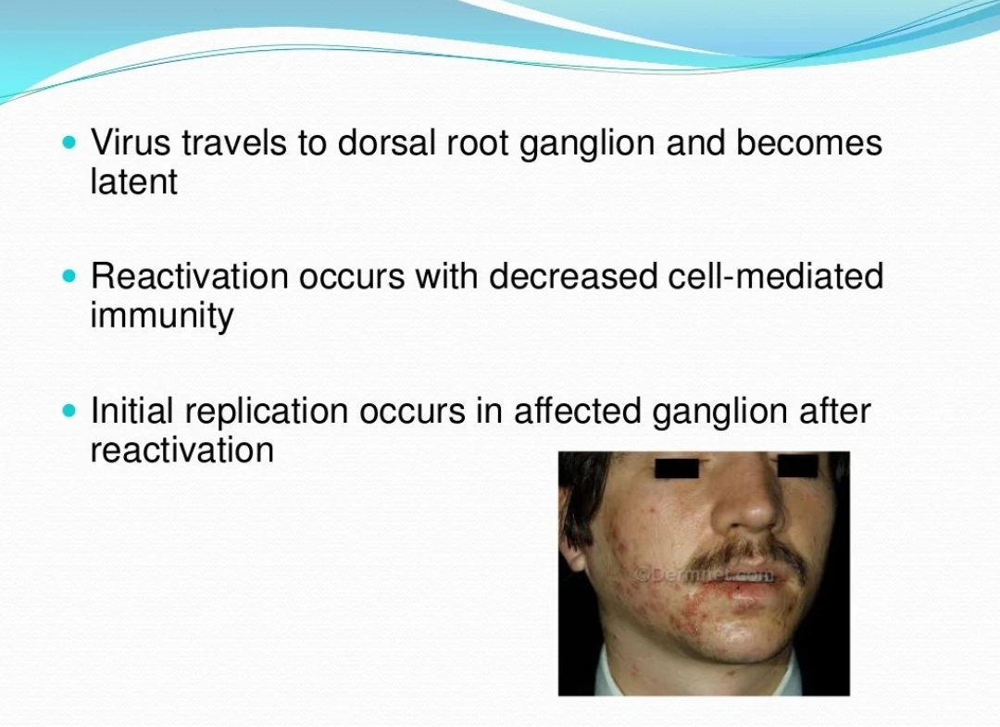 Virus travels to dorsal root ganglion and becomes
latent
Reactivation occurs with decreased cell-mediated
immunity
Initial replication occurs in affected ganglion after
reactivation
©Dermnet.com